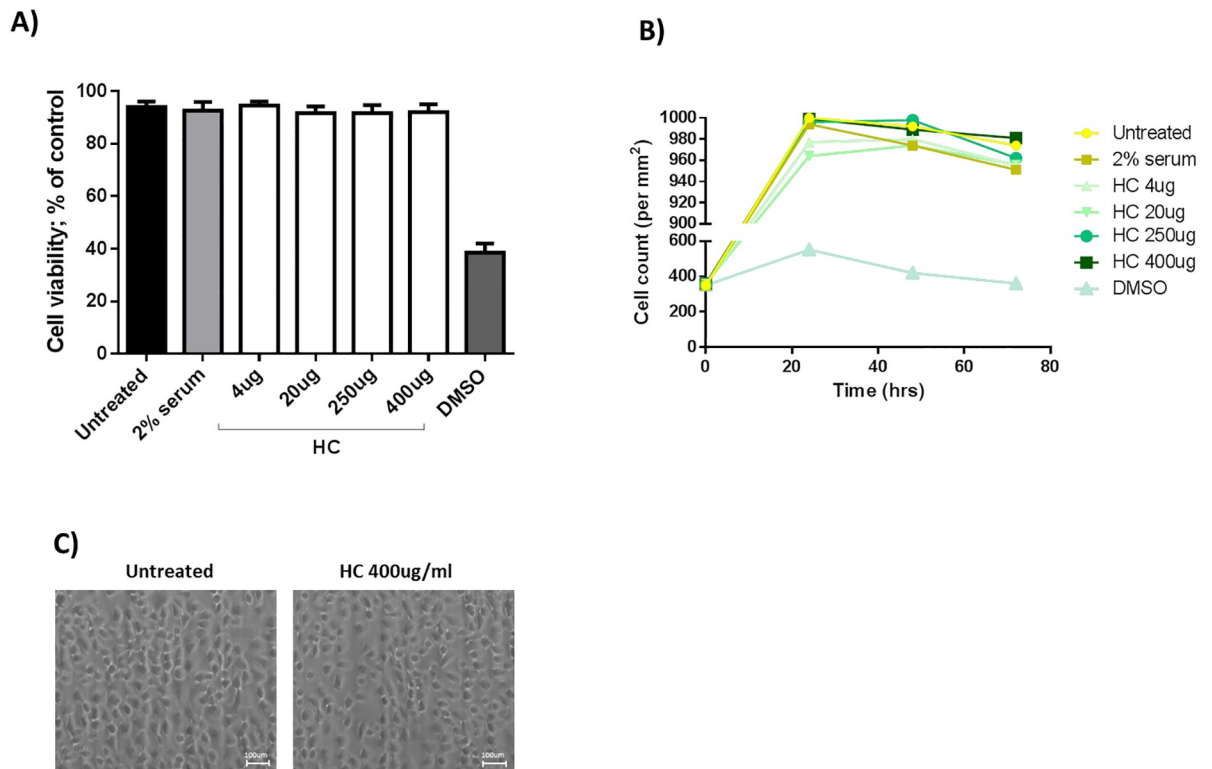 A)
Cell viability; % of control
100
80
60
40
20
0
Untreated
2% serum
4ug
20ug
250ug
400ug
DMSO
HC
B)
Cell count (per mm²)
1000
980
960
940
920
900
600
400
200
0
0 20 40 60 80
Time (hrs)
Untreated
2% serum
HC 4ug
HC 20ug
HC 250ug
HC 400ug
DMSO
C)
Untreated
HC 400ug/ml
100um
100um